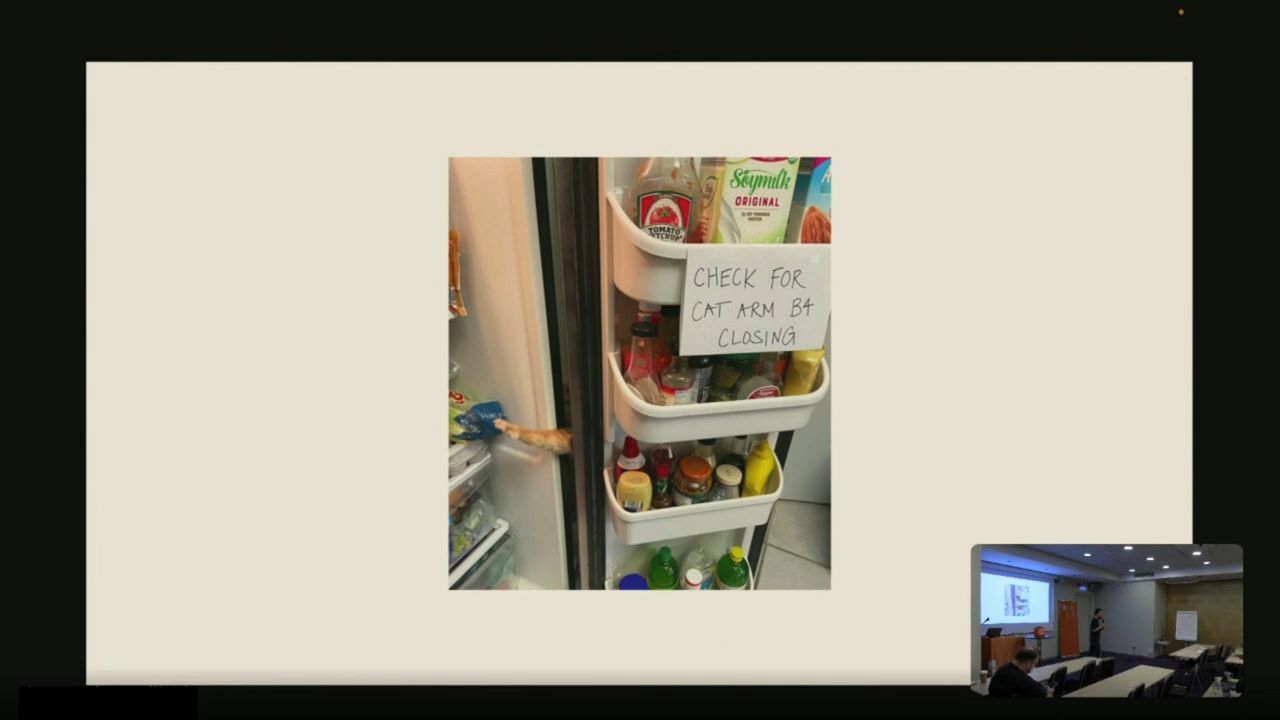 Soymilk
ORIGINAL
TOMATO
KETCHUP
CHECK FOR
CAT ARM B4
CLOSING